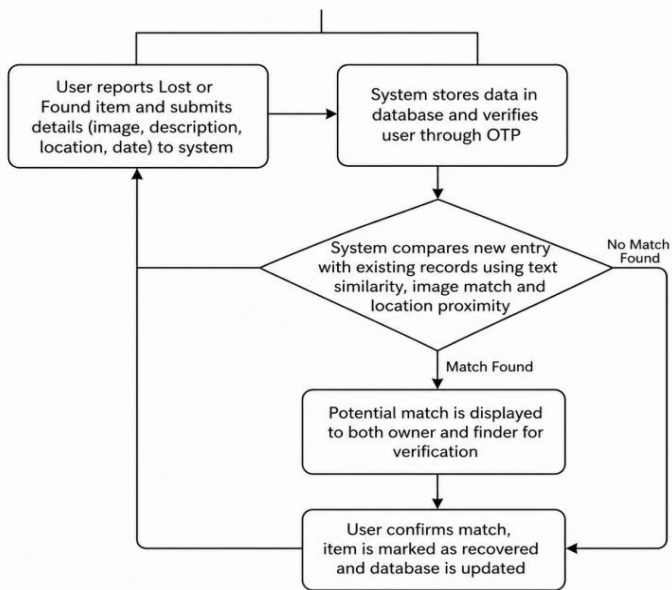 User reports Lost or
Found item and submits
details (image, description,
location, date) to system
System stores data in
database and verifies
user through OTP
System compares new entry
with existing records using text
similarity, image match and
location proximity
No Match
Found
Match Found
Potential match is displayed
to both owner and finder for
verification
User confirms match,
item is marked as recovered
and database is updated